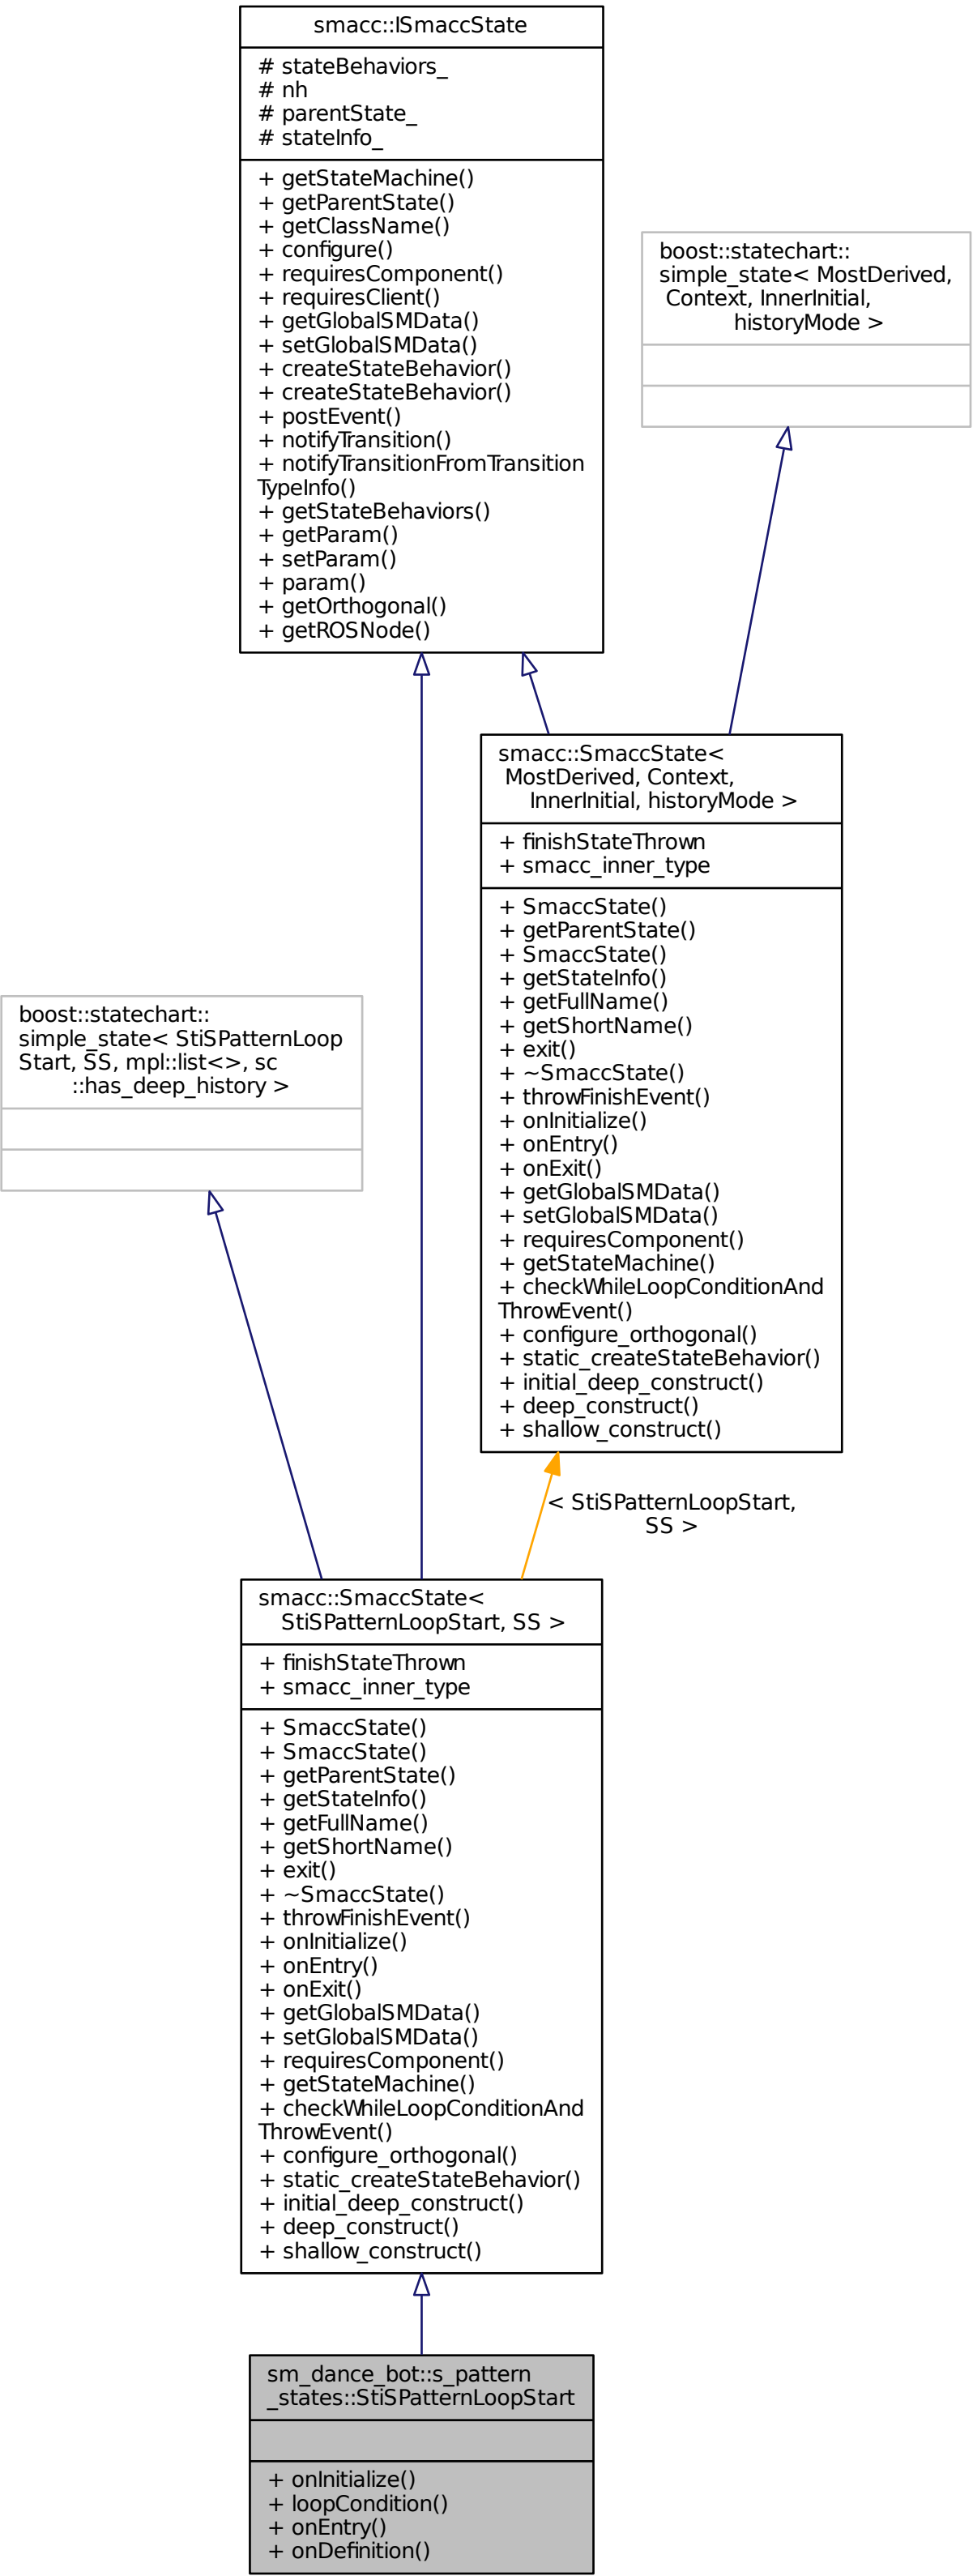 smacc::ISmaccState
# stateBehaviors_
# nh
# parentState_
# stateInfo_
+ getStateMachine()
+ getParentState()
+ getClassName()
+ configure()
+ requiresComponent()
+ requiresClient()
+ getGlobalSMData()
+ setGlobalSMData()
+ createStateBehavior()
+ createStateBehavior()
+ postEvent()
+ notifyTransition()
+ notifyTransitionFromTransition
TypeInfo()
+ getStateBehaviors()
+ getParam()
+ setParam()
+ param()
+ getOrthogonal()
+ getROSNode()
boost::statechart::
simple_state< MostDerived,
Context, InnerInitial,
historyMode >
smacc::SmaccState<
MostDerived, Context,
InnerInitial, historyMode >
+ finishStateThrown
+ smacc_inner_type
+ SmaccState()
+ getParentState()
+ SmaccState()
+ getStateInfo()
+ getFullName()
+ getShortName()
+ exit()
+ ~SmaccState()
+ throwFinishEvent()
+ onInitialize()
+ onEntry()
+ onExit()
+ getGlobalSMData()
+ setGlobalSMData()
+ requiresComponent()
+ getStateMachine()
+ checkWhileLoopConditionAnd
ThrowEvent()
+ configure_orthogonal()
+ static_createStateBehavior()
+ initial_deep_construct()
+ deep_construct()
+ shallow_construct()
boost::statechart::
simple_state< StiSPatternLoop
Start, SS, mpl::list<>, sc
::has_deep_history >
< StiSPatternLoopStart,
SS >
smacc::SmaccState<
StiSPatternLoopStart, SS >
+ finishStateThrown
+ smacc_inner_type
+ SmaccState()
+ SmaccState()
+ getParentState()
+ getStateInfo()
+ getFullName()
+ getShortName()
+ exit()
+ ~SmaccState()
+ throwFinishEvent()
+ onInitialize()
+ onEntry()
+ onExit()
+ getGlobalSMData()
+ setGlobalSMData()
+ requiresComponent()
+ getStateMachine()
+ checkWhileLoopConditionAnd
ThrowEvent()
+ configure_orthogonal()
+ static_createStateBehavior()
+ initial_deep_construct()
+ deep_construct()
+ shallow_construct()
sm_dance_bot::s_pattern
_states::StiSPatternLoopStart
+ onInitialize()
+ loopCondition()
+ onEntry()
+ onDefinition()